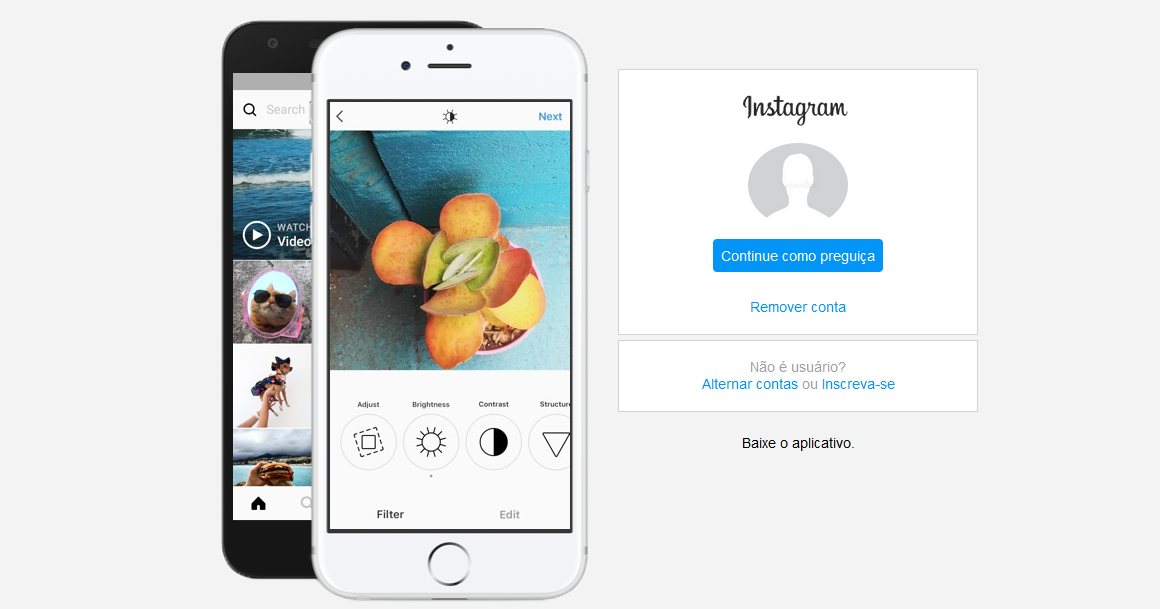 Search
WATCH
Video
Next
Adjust
Brightness
Contrast
Structure
Filter
Edit
Instagram
Continue como preguiça
Remover conta
Não é usuário?
Alternar contas ou Inscreva-se
Baixe o aplicativo.